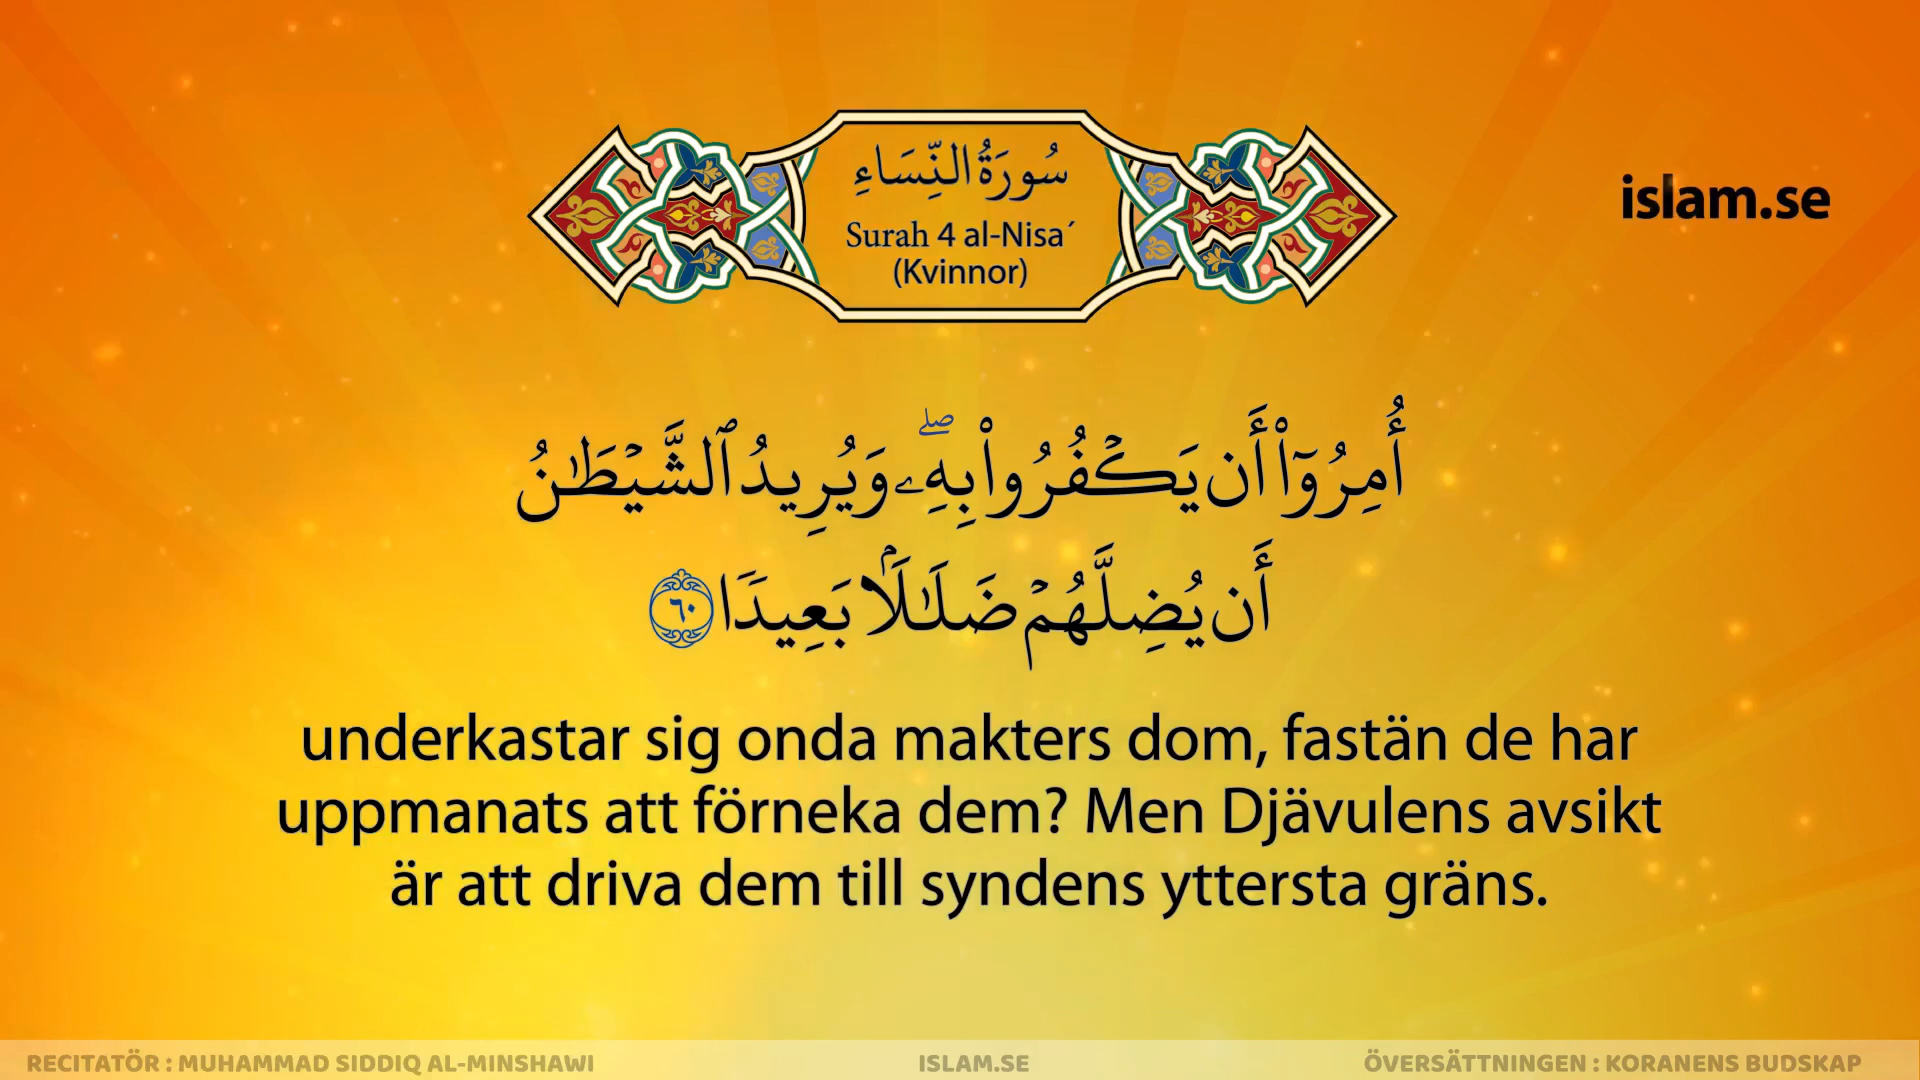 سُورَةُ النِّسَاءِ
Surah 4 al-Nisa´
(Kvinnor)
islam.se
أُمِرُوٓا۟ أَن يَكْفُرُوا۟ بِهِۦ ۖ وَيُرِيدُ ٱلشَّيْطَٰنُ
أَن يُضِلَّهُمْ ضَلَٰلًۢا بَعِيدًا ٦٠
underkastar sig onda makters dom, fastän de har
uppmanats att förneka dem? Men Djävulens avsikt
är att driva dem till syndens yttersta gräns.
RECITATÖR : MUHAMMAD SIDDIQ AL-MINSHAWI
ISLAM.SE
ÖVERSÄTTNINGEN : KORANENS BUDSKAP